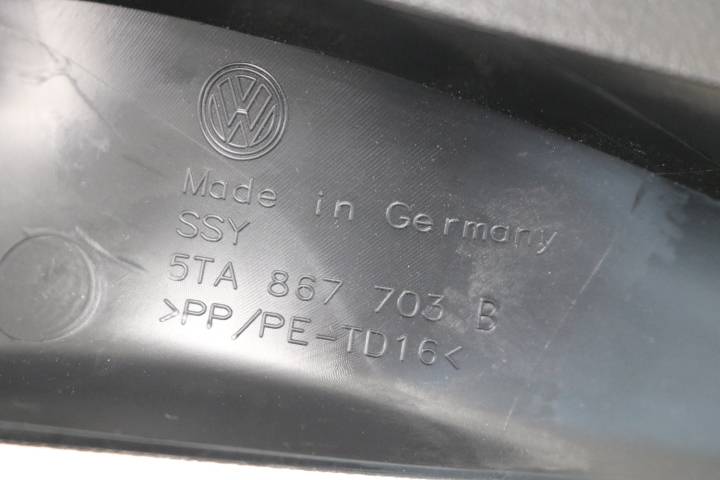 Made in Germany
SSY
5TA 867 703 B
>PP/PE-TD16<